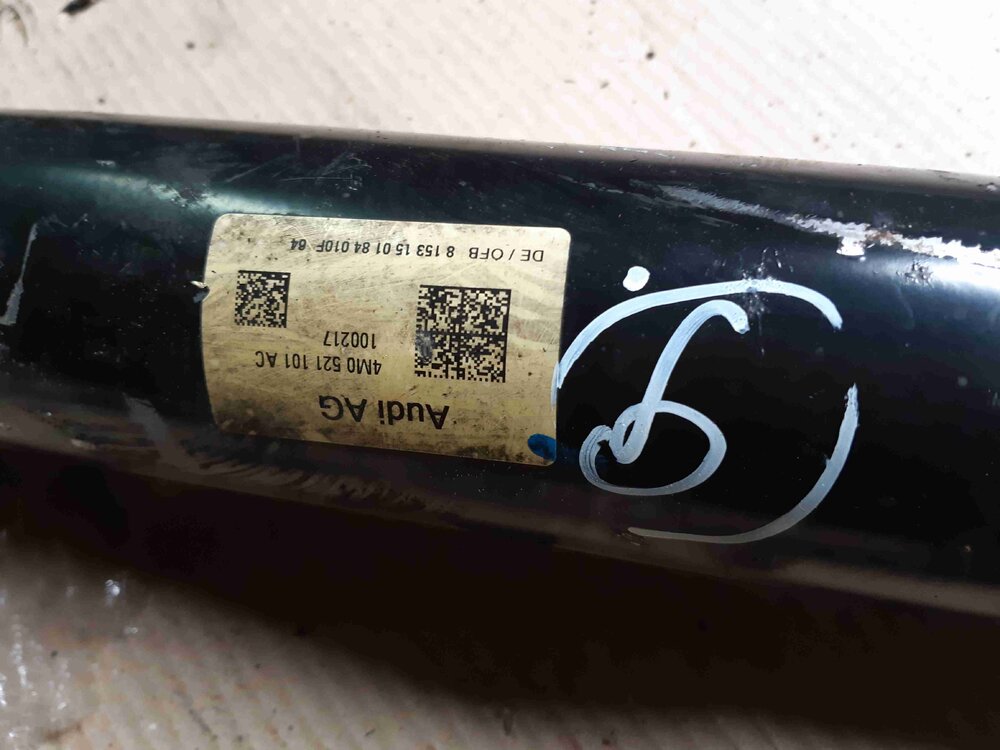 Audi AG
4M0 521 101 AC
100217
DE / OFB 8 153 15 01 84 010F 64